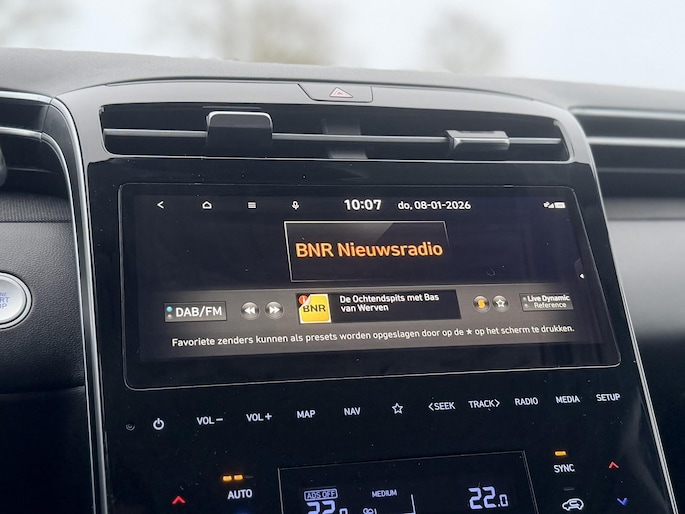 10:07 do, 08-01-2026
BNR Nieuwsradio
DAB/FM
BNR
De Ochtendspits met Bas
van Werven
Live Dynamic
Reference
Favoriete zenders kunnen als presets worden opgeslagen door op de ★ op het scherm te drukken.
VOL− VOL+ MAP NAV ☆ <SEEK TRACK> RADIO MEDIA SETUP
AUTO
SYNC
ADS OFF
MEDIUM
22.0